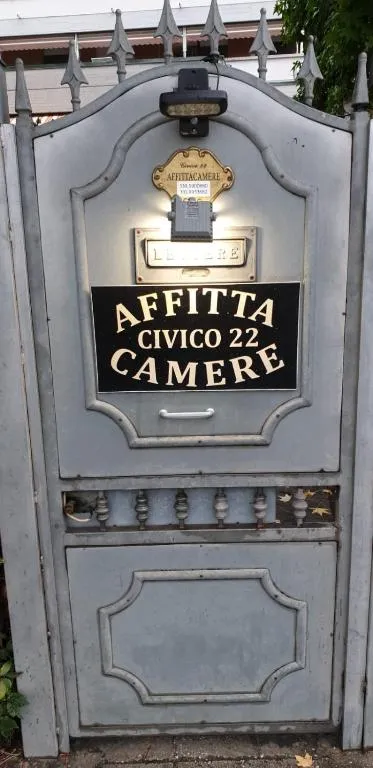 Civico 22
AFFITTACAMERE
LETTERE
AFFITTA
CIVICO 22
CAMERE